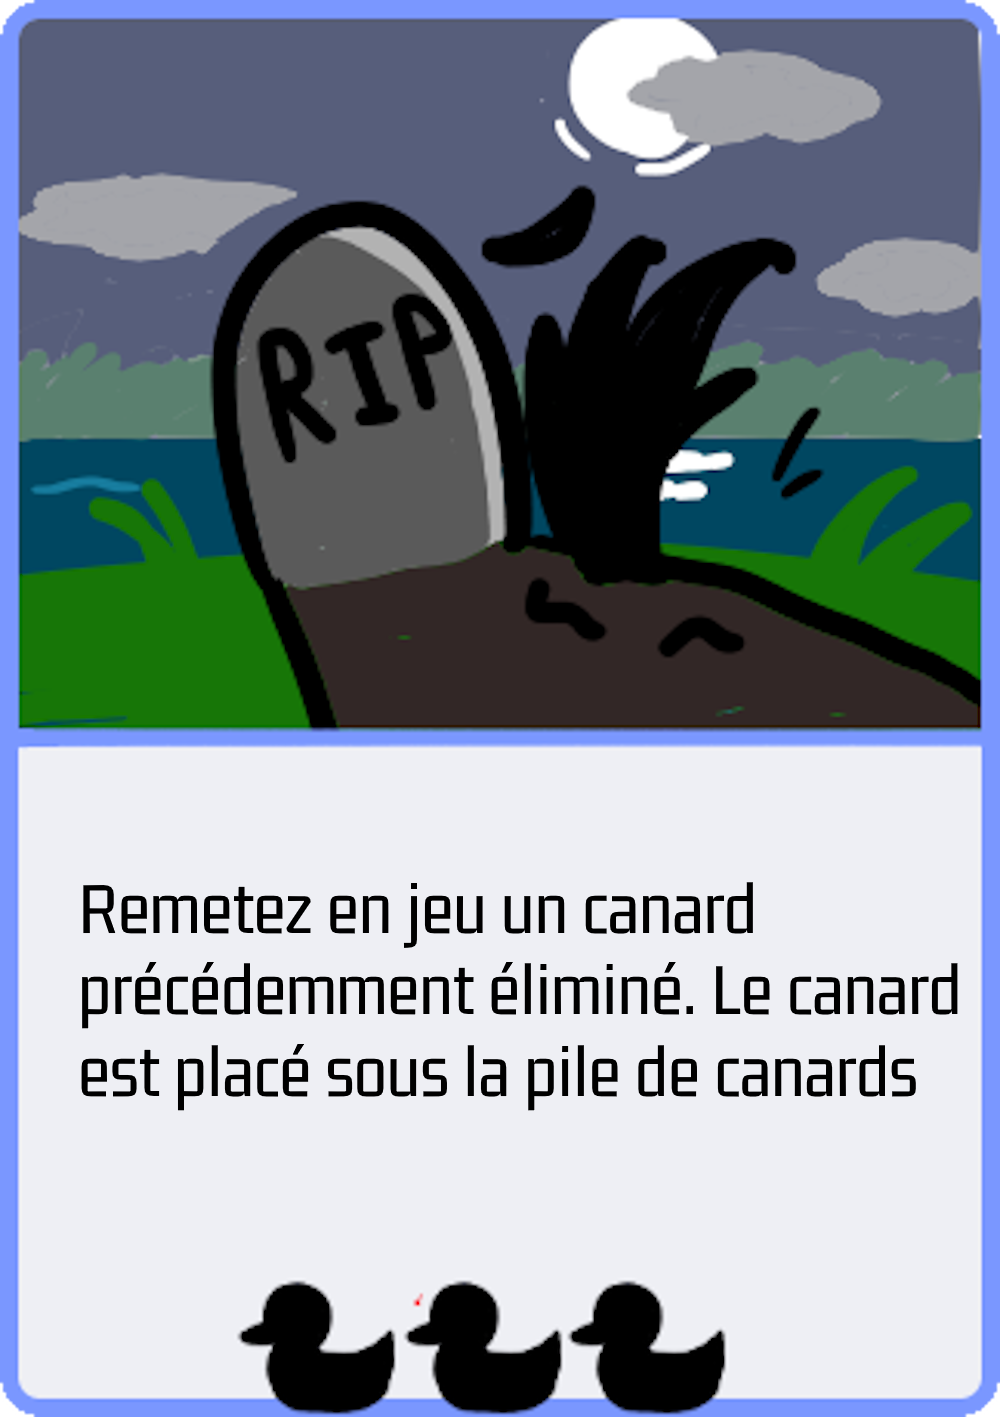 RIP
Remetez en jeu un canard
précédemment éliminé. Le canard
est placé sous la pile de canards